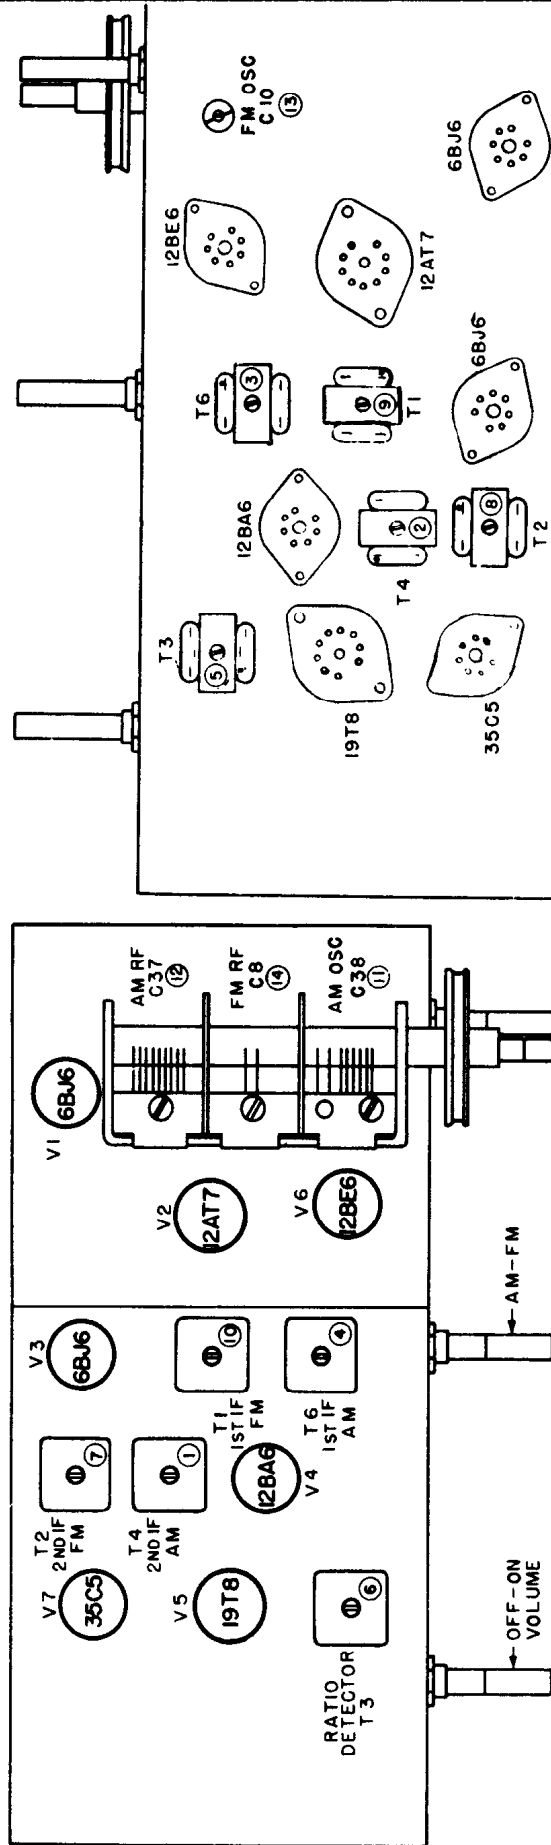 FM OSC
C10
13
12BE6
6BJ6
12AT7
T6
3
9
T1
6BJ6
12BA6
2
T4
8
T2
T3
5
19T8
35C5
AM RF
C37
12
FM RF
C8
14
AM OSC
C38
11
V1
6BJ6
V2
12AT7
V6
12BE6
V3
6BJ6
10
T1
1ST IF
FM
4
T6
1ST IF
AM
AM-FM
7
T2
2ND IF
FM
1
T4
2ND IF
AM
12BA6
V4
V7
35C5
V5
19T8
6
RATIO
DETECTOR
T3
OFF-ON
VOLUME